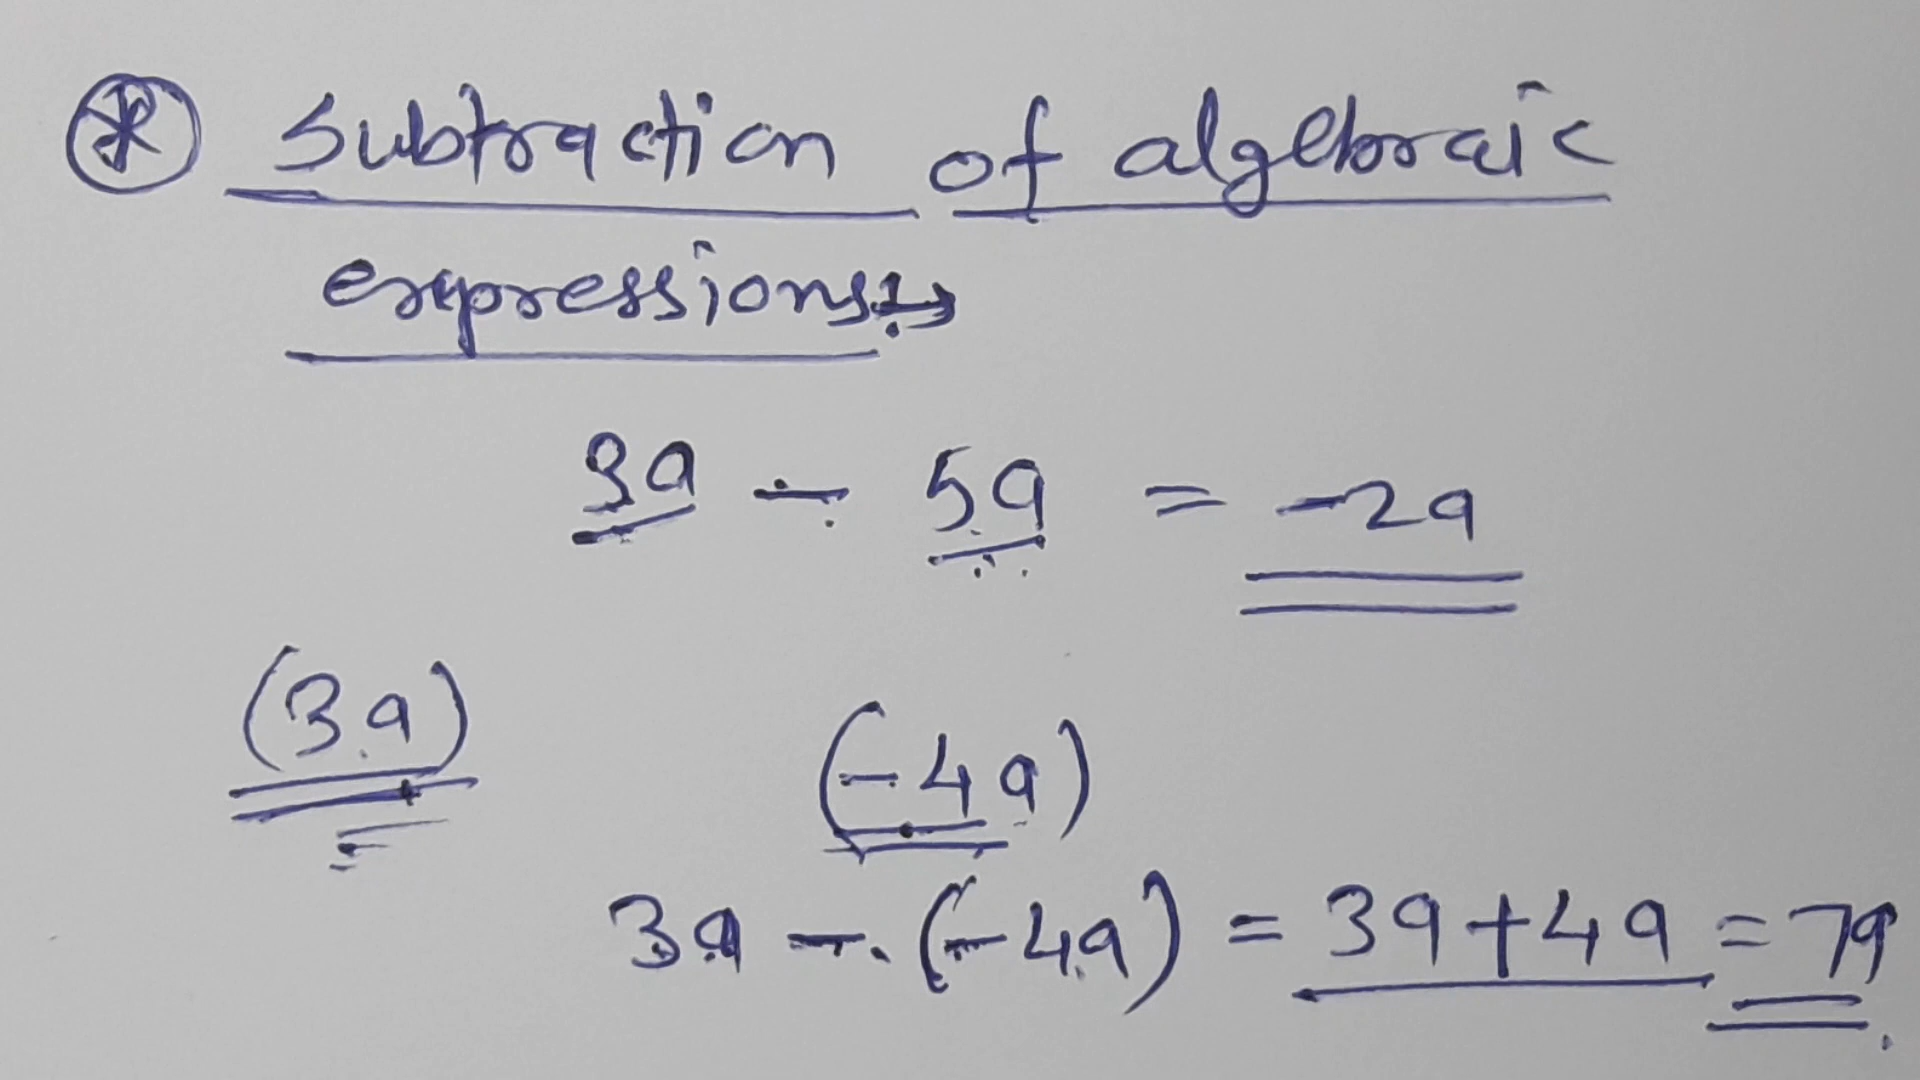 Subtraction of algebraic
expressions:→
3a - 5a = -2a
(3a) (-4a)
3a - (-4a) = 3a+4a = 7a